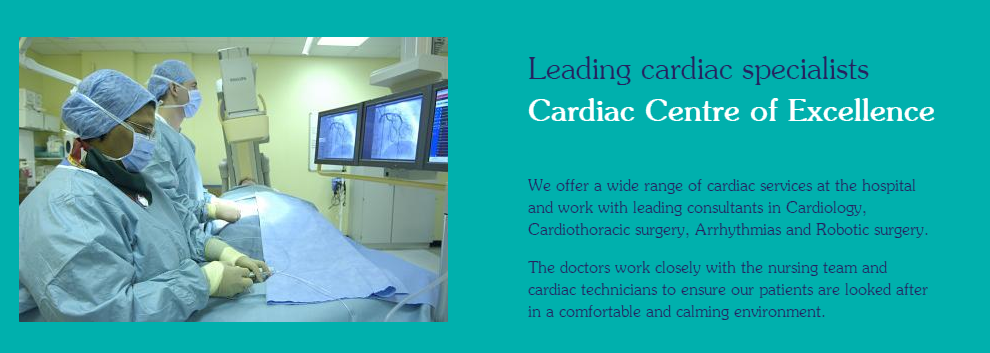 Leading cardiac specialists
Cardiac Centre of Excellence
We offer a wide range of cardiac services at the hospital
and work with leading consultants in Cardiology,
Cardiothoracic surgery, Arrhythmias and Robotic surgery.
The doctors work closely with the nursing team and
cardiac technicians to ensure our patients are looked after
in a comfortable and calming environment.